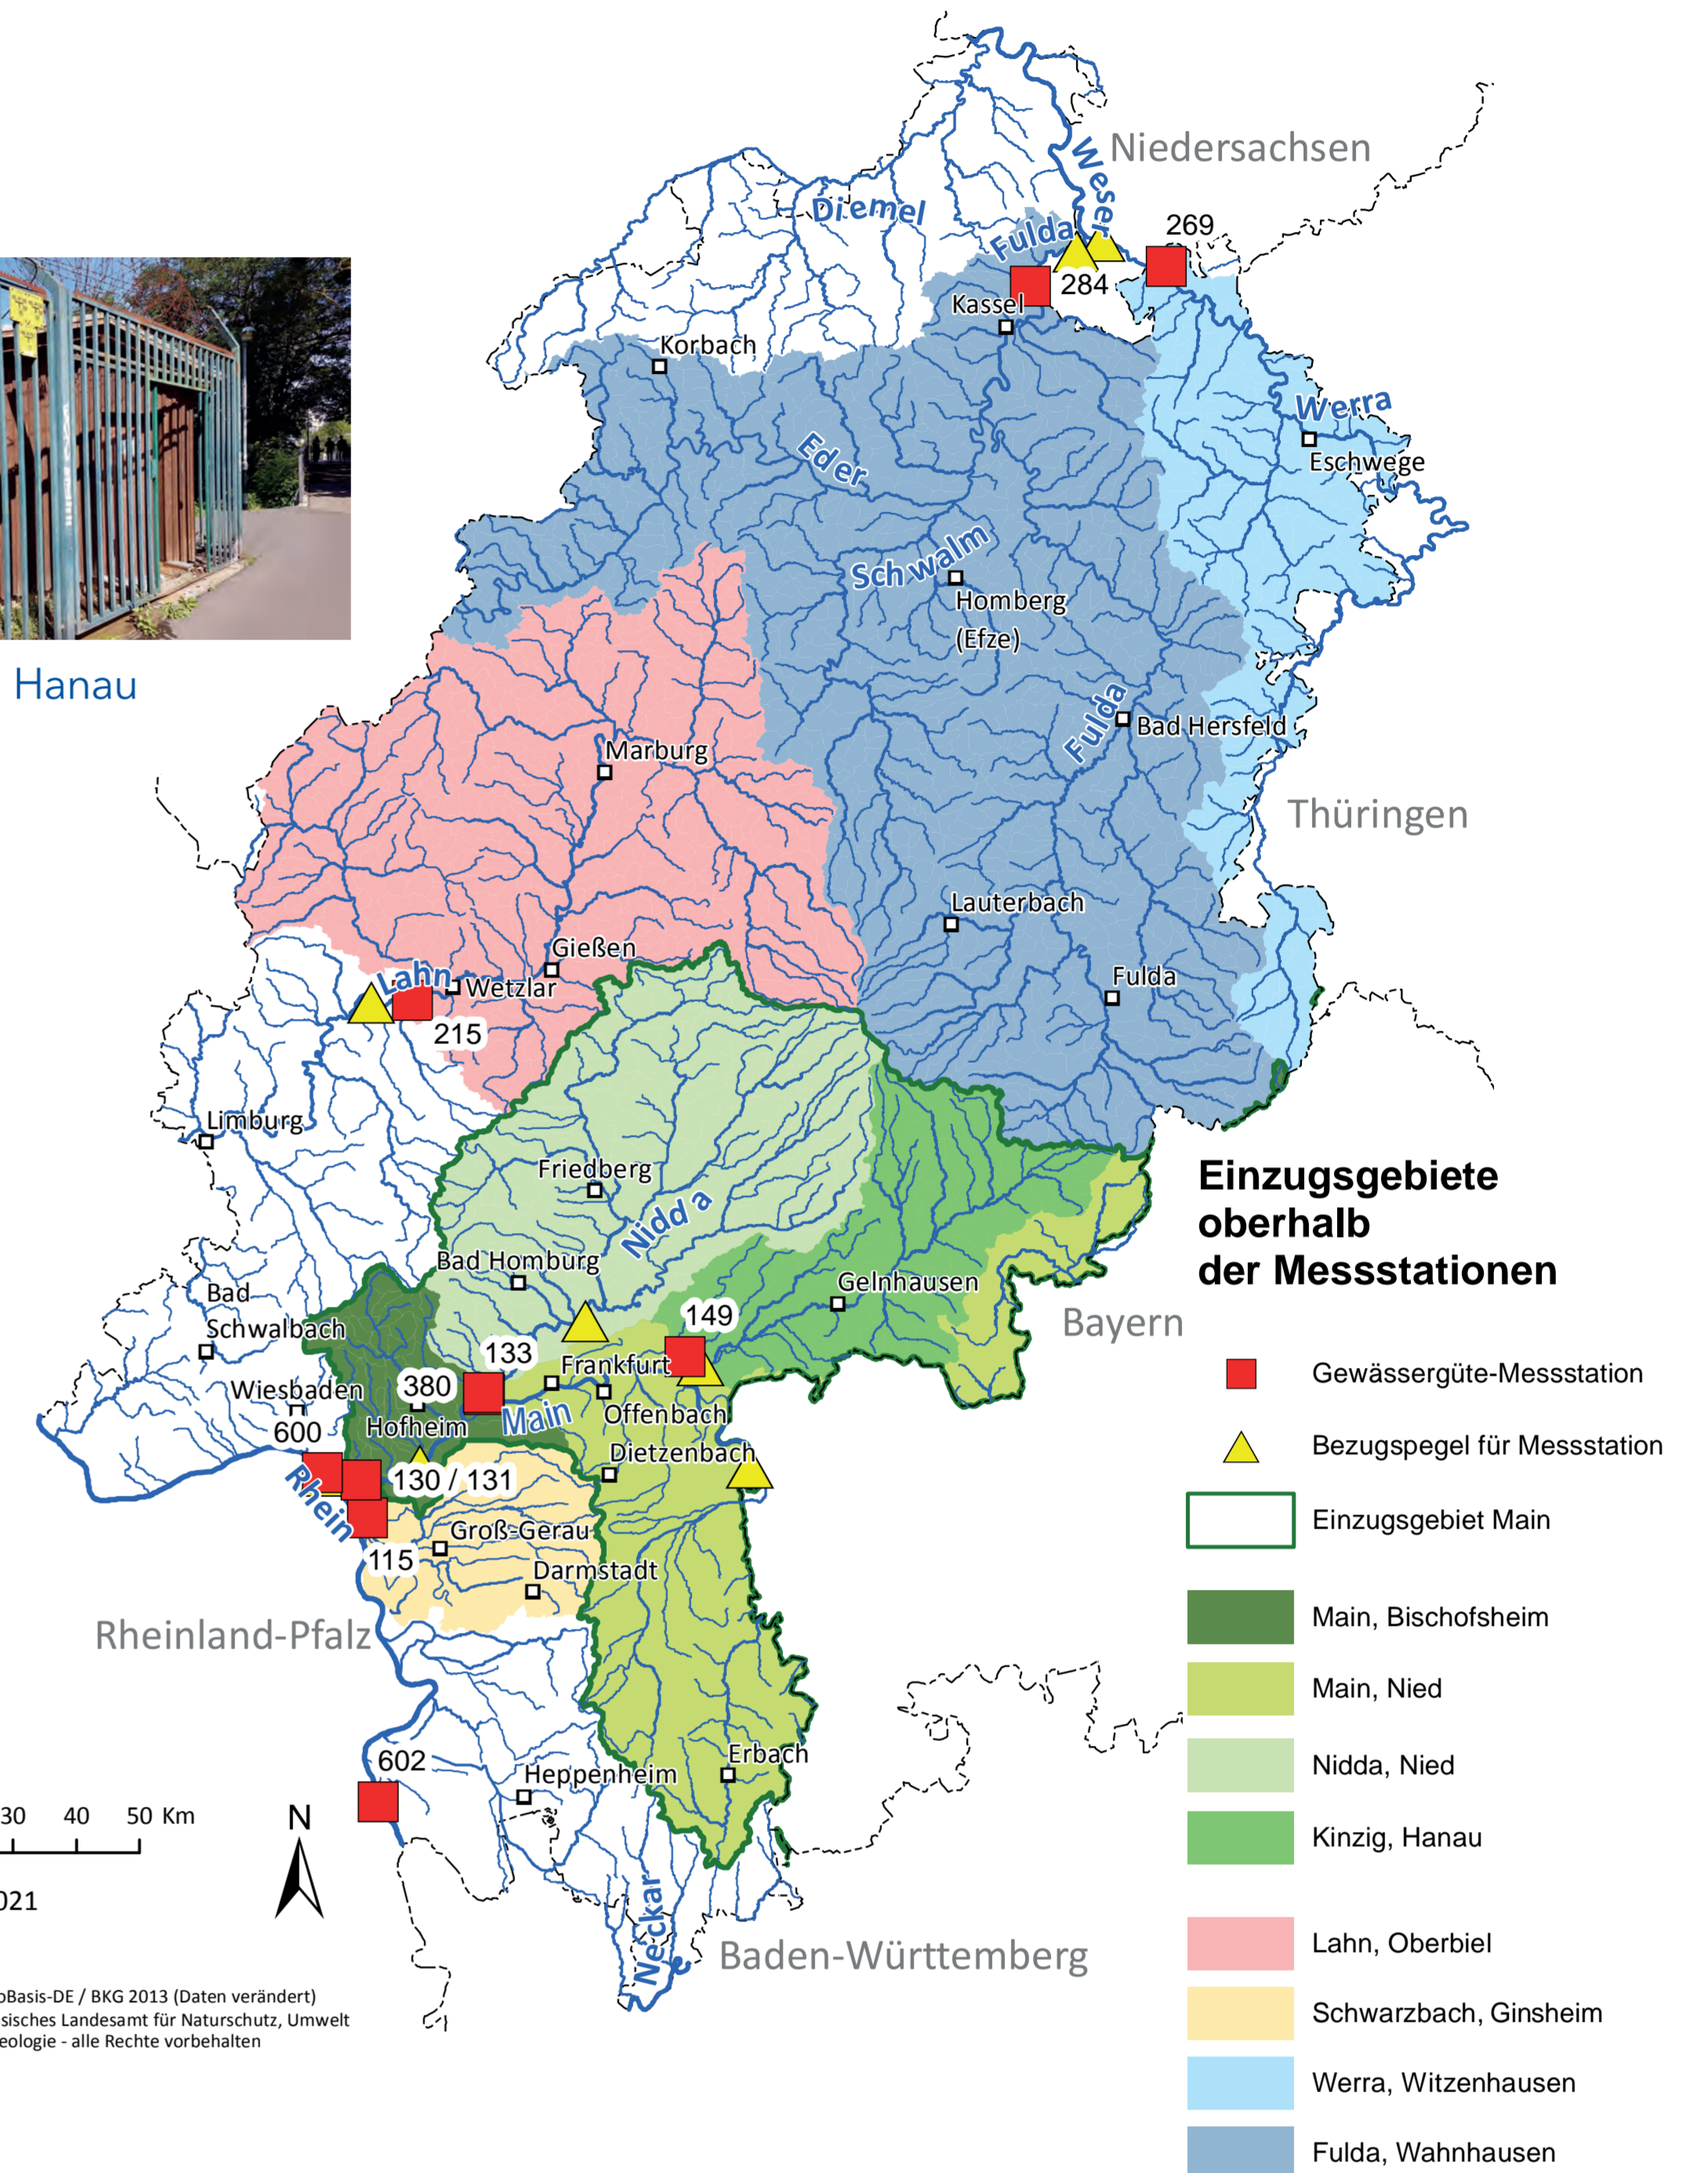 Niedersachsen
Weser
Diemel
269
Fulda
284
Kassel
Korbach
Werra
Eschwege
Eder
Schwalm
Homberg
(Efze)
Hanau
Fulda
Bad Hersfeld
Marburg
Thüringen
Lauterbach
Gießen
Lahn
Wetzlar
Fulda
215
Limburg
Friedberg
Nidda
Bad Homburg
Gelnhausen
Bad
Schwalbach
149
Bayern
133
Frankfurt
Wiesbaden
380
Offenbach
Main
Hofheim
600
Dietzenbach
Rhein
130 / 131
Groß-Gerau
115
Darmstadt
Rheinland-Pfalz
602
Erbach
Heppenheim
Neckar
Baden-Württemberg
30 40 50 Km
N
021
oBasis-DE / BKG 2013 (Daten verändert)
sisches Landesamt für Naturschutz, Umwelt
eologie - alle Rechte vorbehalten
Einzugsgebiete
oberhalb
der Messstationen
Gewässergüte-Messstation
Bezugspegel für Messstation
Einzugsgebiet Main
Main, Bischofsheim
Main, Nied
Nidda, Nied
Kinzig, Hanau
Lahn, Oberbiel
Schwarzbach, Ginsheim
Werra, Witzenhausen
Fulda, Wahnhausen